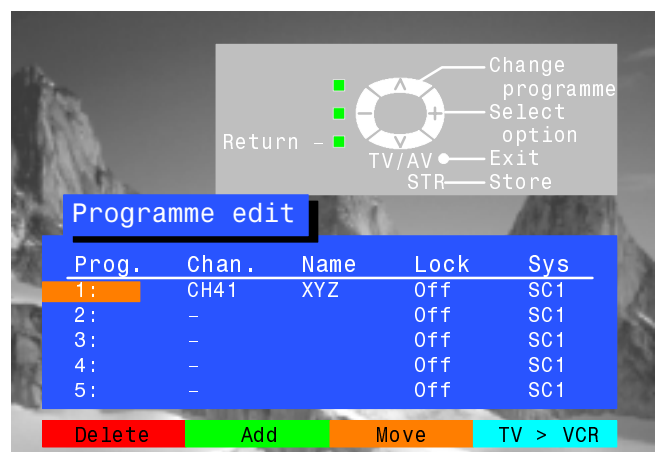 Change
programme
Select
option
Return –
TV/AV Exit
STR Store
Programme edit
Prog. Chan. Name Lock Sys
1: CH41 XYZ Off SC1
2: – Off SC1
3: – Off SC1
4: – Off SC1
5: – Off SC1
Delete Add Move TV > VCR